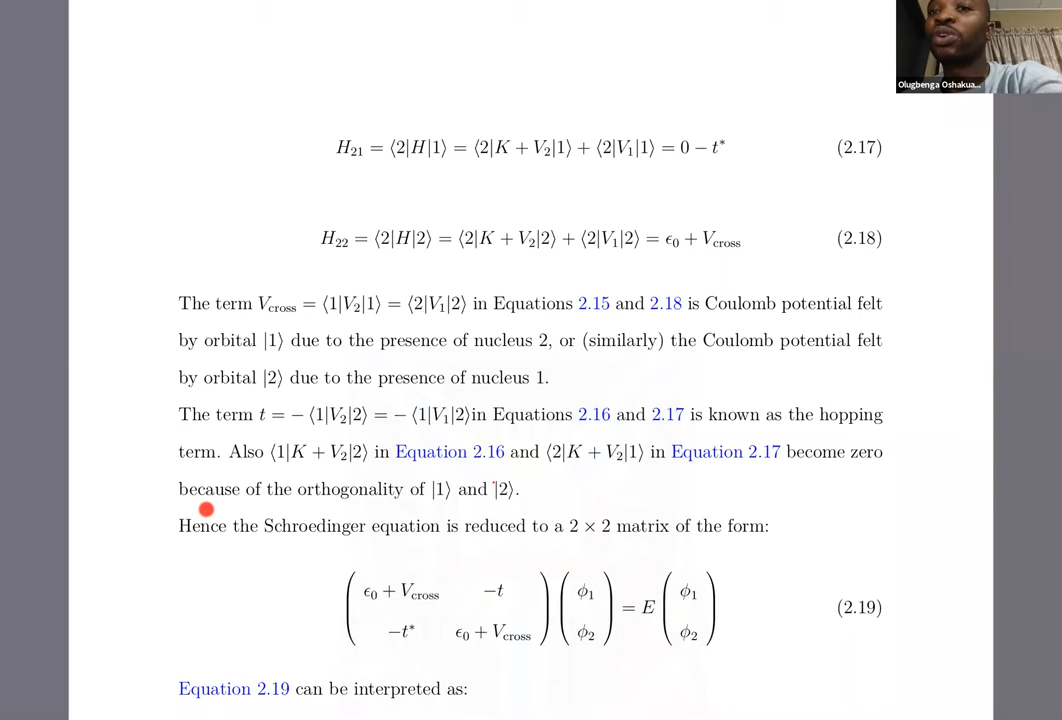 Olugbenga Oshakua...
H₂₁ = ⟨2|H|1⟩ = ⟨2|K + V₂|1⟩ + ⟨2|V₁|1⟩ = 0 − t* (2.17)
H₂₂ = ⟨2|H|2⟩ = ⟨2|K + V₂|2⟩ + ⟨2|V₁|2⟩ = ϵ₀ + V_cross (2.18)
The term V_cross = ⟨1|V₂|1⟩ = ⟨2|V₁|2⟩ in Equations 2.15 and 2.18 is Coulomb potential felt
by orbital |1⟩ due to the presence of nucleus 2, or (similarly) the Coulomb potential felt
by orbital |2⟩ due to the presence of nucleus 1.
The term t = − ⟨1|V₂|2⟩ = − ⟨1|V₁|2⟩in Equations 2.16 and 2.17 is known as the hopping
term. Also ⟨1|K + V₂|2⟩ in Equation 2.16 and ⟨2|K + V₂|1⟩ in Equation 2.17 become zero
because of the orthogonality of |1⟩ and |2⟩.
Hence the Schroedinger equation is reduced to a 2 × 2 matrix of the form:
( ϵ₀ + V_cross −t ) ( ϕ₁ ) = E ( ϕ₁ ) (2.19)
( −t* ϵ₀ + V_cross ) ( ϕ₂ ) ( ϕ₂ )
Equation 2.19 can be interpreted as: